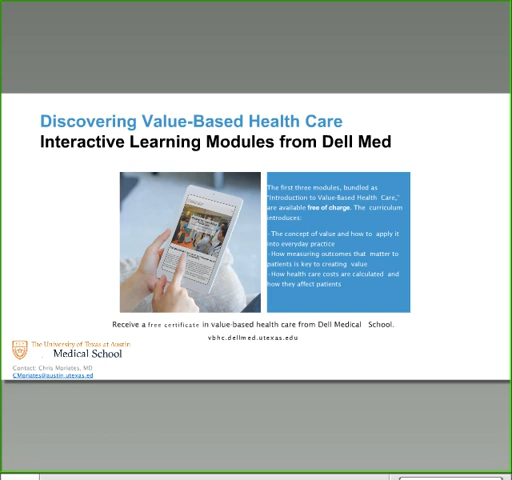 Discovering Value-Based Health Care
Interactive Learning Modules from Dell Med
The first three modules, bundled as
"Introduction to Value-Based Health Care,"
are available free of charge. The curriculum
introduces:
-The concept of value and how to apply it
into everyday practice
-How measuring outcomes that matter to
patients is key to creating value
-How health care costs are calculated and
how they affect patients
Receive a free certificate in value-based health care from Dell Medical School.
vbhc.dellmed.utexas.edu
The University of Texas at Austin
Medical School
Contact: Chris Moriates, MD
CMoriates@austin.utexas.ed